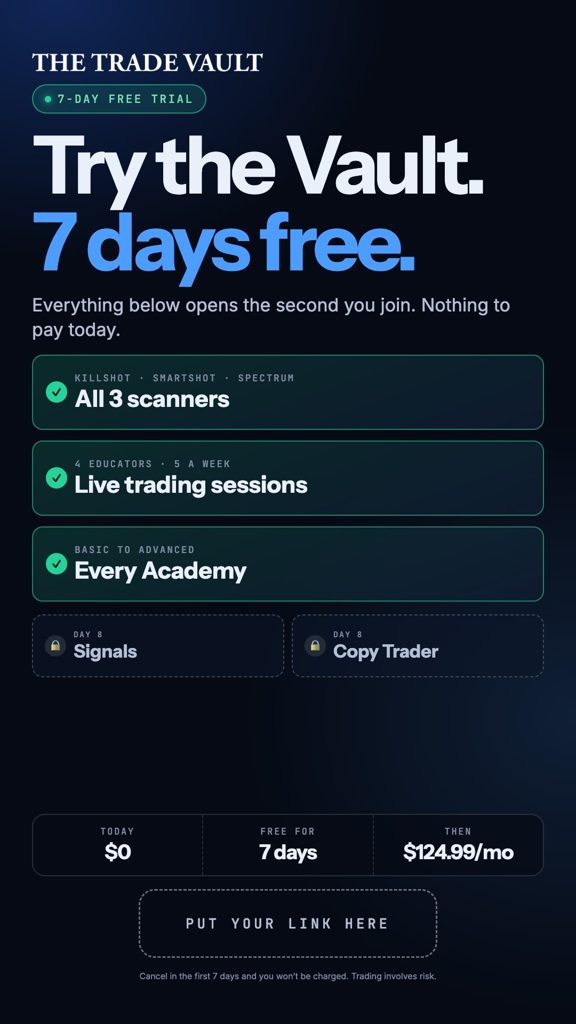 THE TRADE VAULT
7-DAY FREE TRIAL
Try the Vault.
7 days free.
Everything below opens the second you join. Nothing to
pay today.
KILLSHOT · SMARTSHOT · SPECTRUM
All 3 scanners
4 EDUCATORS · 5 A WEEK
Live trading sessions
BASIC TO ADVANCED
Every Academy
DAY 8
Signals
DAY 8
Copy Trader
TODAY
$0
FREE FOR
7 days
THEN
$124.99/mo
PUT YOUR LINK HERE
Cancel in the first 7 days and you won't be charged. Trading involves risk.